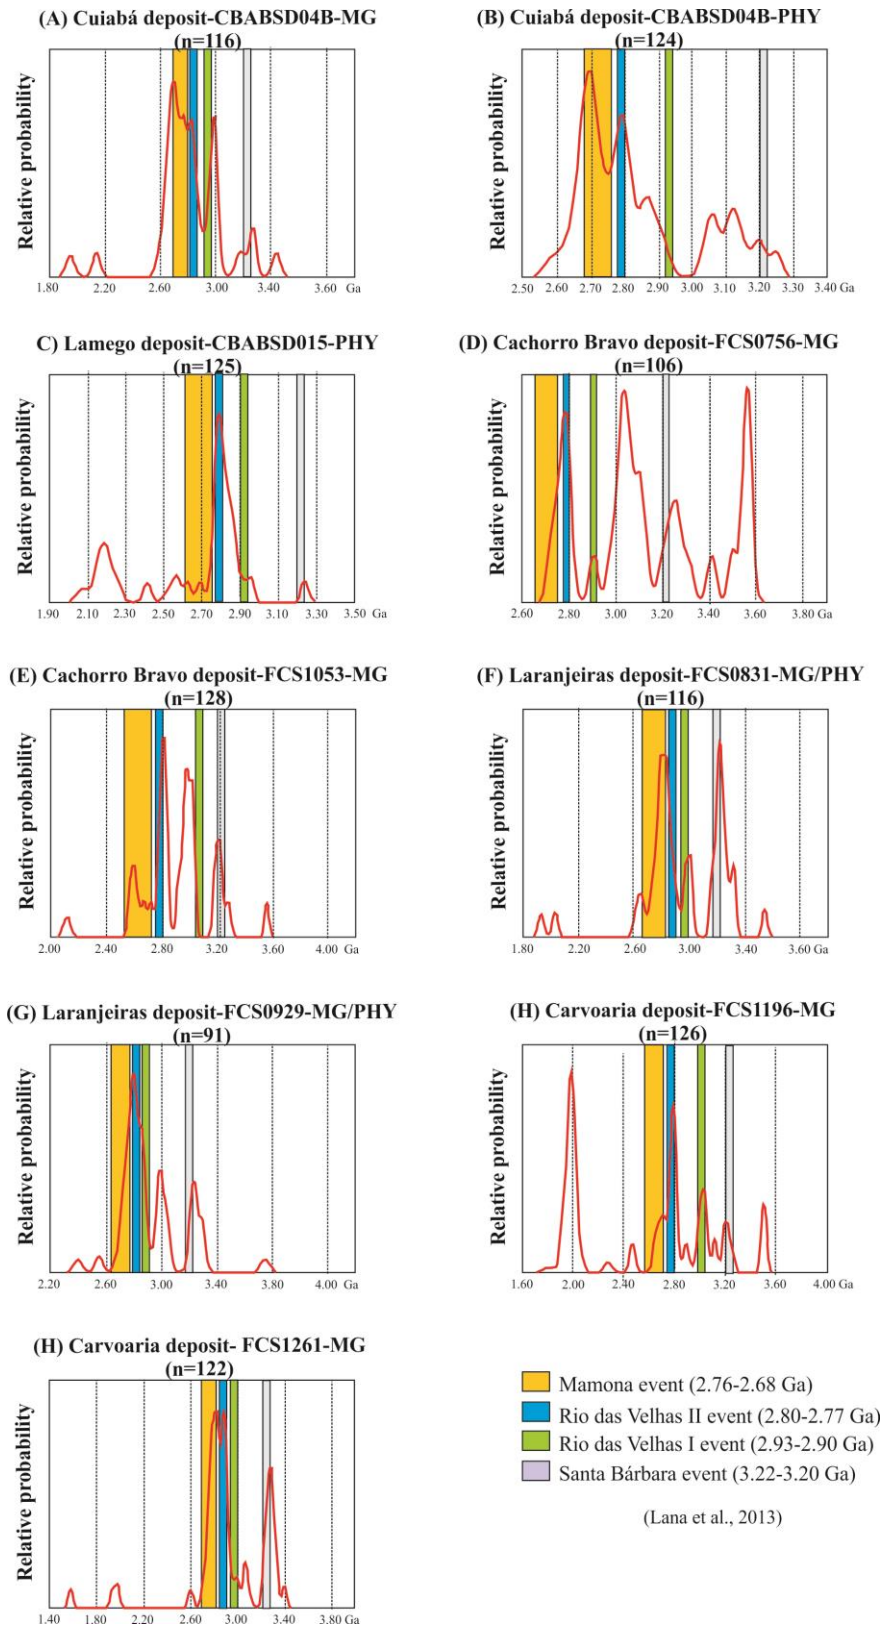 (A) Cuiabá deposit-CBABSD04B-MG
(n=116)
Relative probability
1.80 2.20 2.60 3.00 3.40 3.60 Ga
(B) Cuiabá deposit-CBABSD04B-PHY
(n=124)
Relative probability
2.50 2.60 2.70 2.80 2.90 3.00 3.10 3.20 3.30 3.40 Ga
C) Lamego deposit-CBABSD015-PHY
(n=125)
Relative probability
1.90 2.10 2.30 2.50 2.70 2.90 3.10 3.30 3.50 Ga
(D) Cachorro Bravo deposit-FCS0756-MG
(n=106)
Relative probability
2.60 2.80 3.00 3.20 3.40 3.60 3.80 Ga
(E) Cachorro Bravo deposit-FCS1053-MG
(n=128)
Relative probability
2.00 2.40 2.80 3.20 3.60 4.00 Ga
(F) Laranjeiras deposit-FCS0831-MG/PHY
(n=116)
Relative probability
1.80 2.20 2.60 3.00 3.40 3.60 Ga
(G) Laranjeiras deposit-FCS0929-MG/PHY
(n=91)
Relative probability
2.20 2.60 3.00 3.40 3.60 4.00 Ga
(H) Carvoaria deposit-FCS1196-MG
(n=126)
Relative probability
1.60 2.00 2.40 2.80 3.20 3.60 4.00 Ga
(H) Carvoaria deposit- FCS1261-MG
(n=122)
Relative probability
1.40 1.80 2.20 2.60 3.00 3.40 3.80 Ga
Mamona event (2.76-2.68 Ga)
Rio das Velhas II event (2.80-2.77 Ga)
Rio das Velhas I event (2.93-2.90 Ga)
Santa Bárbara event (3.22-3.20 Ga)
(Lana et al., 2013)